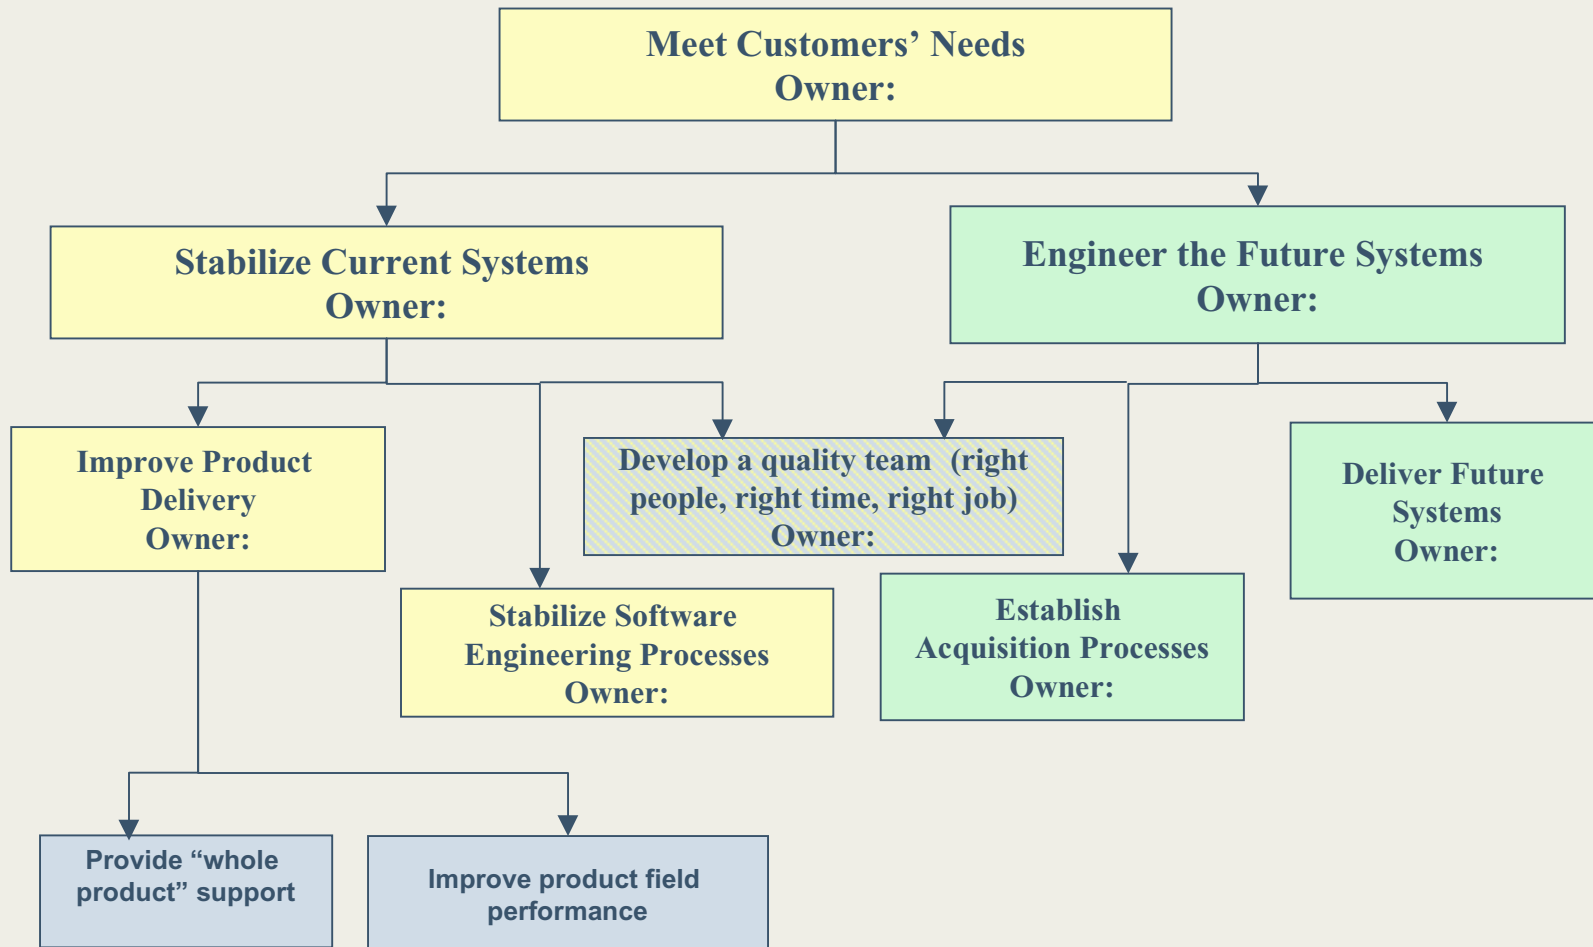 Meet Customers’ Needs
Owner:
Stabilize Current Systems
Owner:
Engineer the Future Systems
Owner:
Improve Product
Delivery
Owner:
Develop a quality team  (right
people, right time, right job)
Owner:
Deliver Future
Systems
Owner:
Stabilize Software
Engineering Processes
Owner:
Establish
Acquisition Processes
Owner:
Provide “whole
product” support
Improve product field
performance